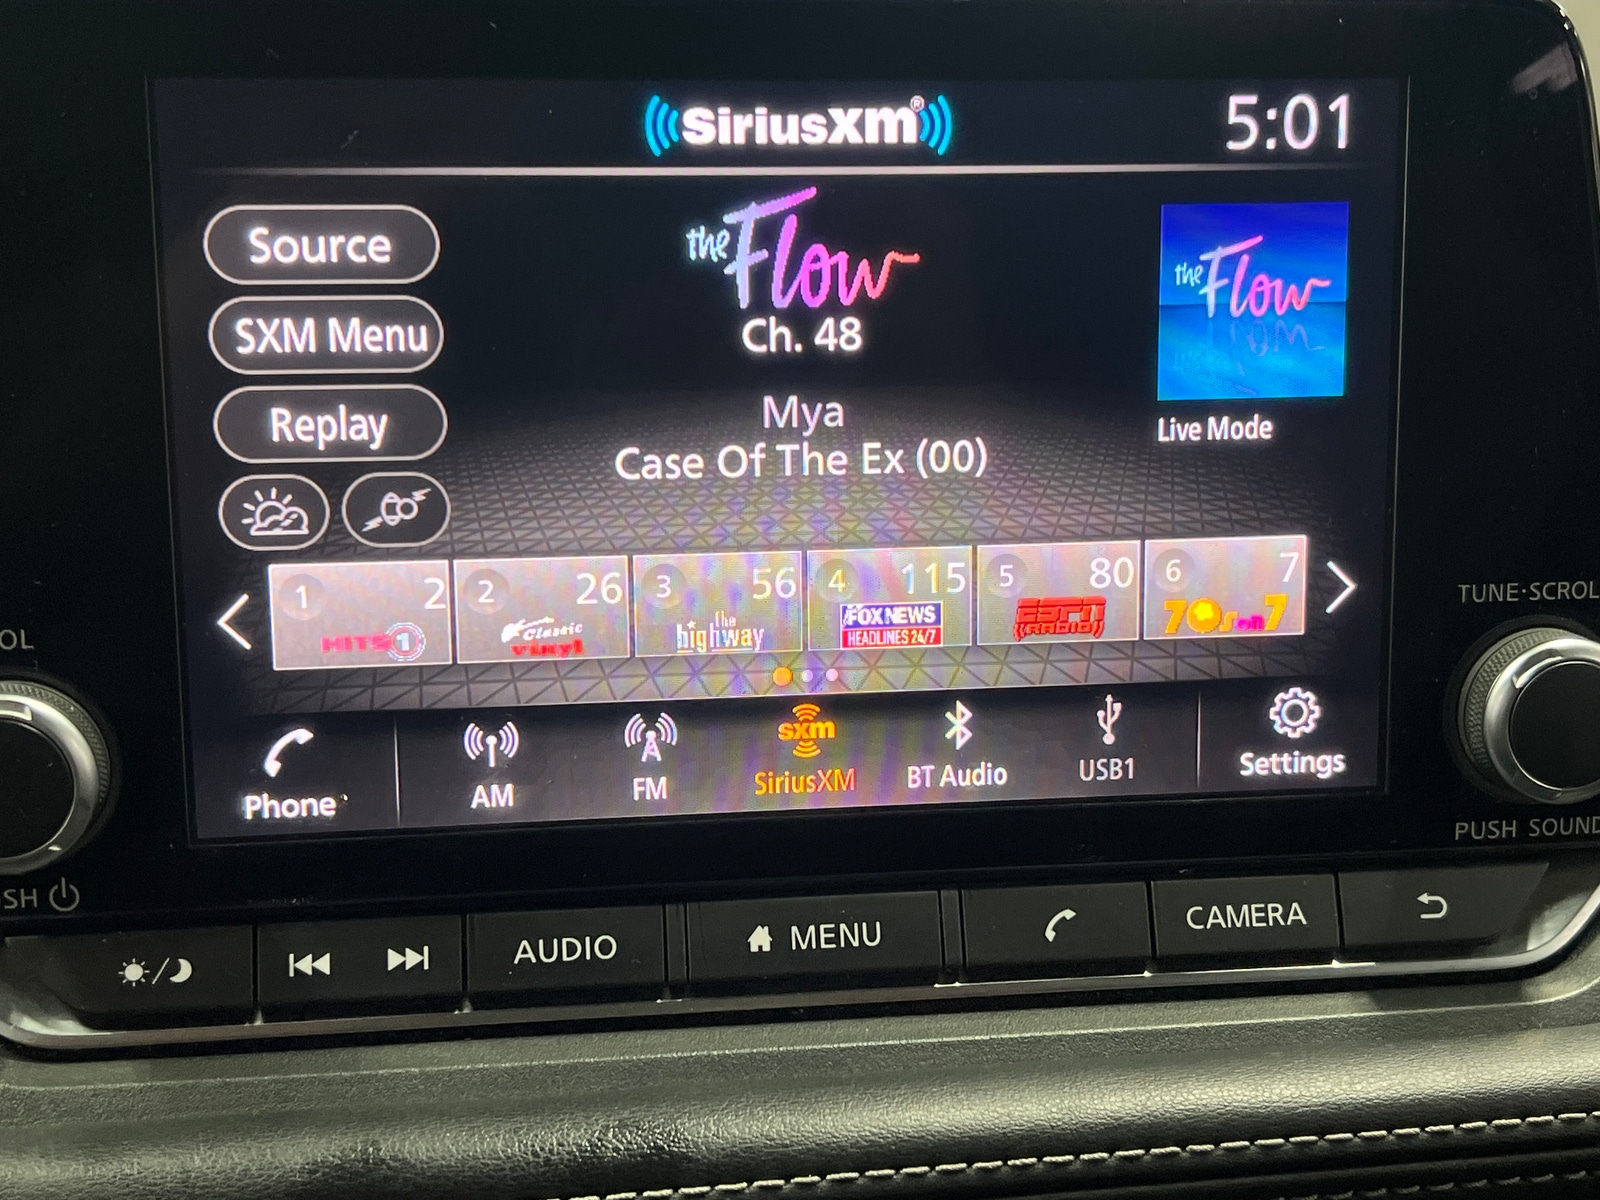 SiriusXM®
5:01
Source
SXM Menu
Replay
the Flow
Ch. 48
Mya
Case Of The Ex (00)
the Flow
Live Mode
1 2
HITS 1
2 26
Classic Vinyl
3 56
the highway
4 115
FOX NEWS
HEADLINES 24/7
5 80
ESPN
RADIO
6 7
70s on 7
Phone
AM
FM
sxm
SiriusXM
BT Audio
USB1
Settings
OL
SH
TUNE·SCROL
PUSH SOUND
AUDIO
MENU
CAMERA